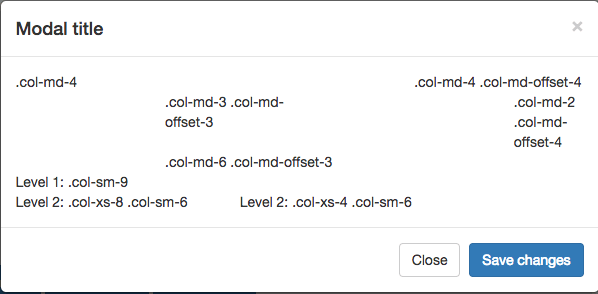 Modal title ×
.col-md-4 .col-md-4 .col-md-offset-4
.col-md-3 .col-md- .col-md-2
offset-3 .col-md-
offset-4
.col-md-6 .col-md-offset-3
Level 1: .col-sm-9
Level 2: .col-xs-8 .col-sm-6 Level 2: .col-xs-4 .col-sm-6
Close Save changes